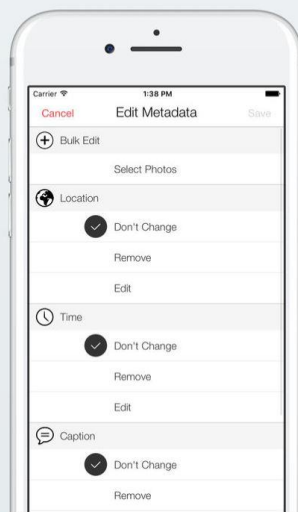 Carrier 1:38 PM
Cancel Edit Metadata Save
Bulk Edit
Select Photos
Location
Don't Change
Remove
Edit
Time
Don't Change
Remove
Edit
Caption
Don't Change
Remove